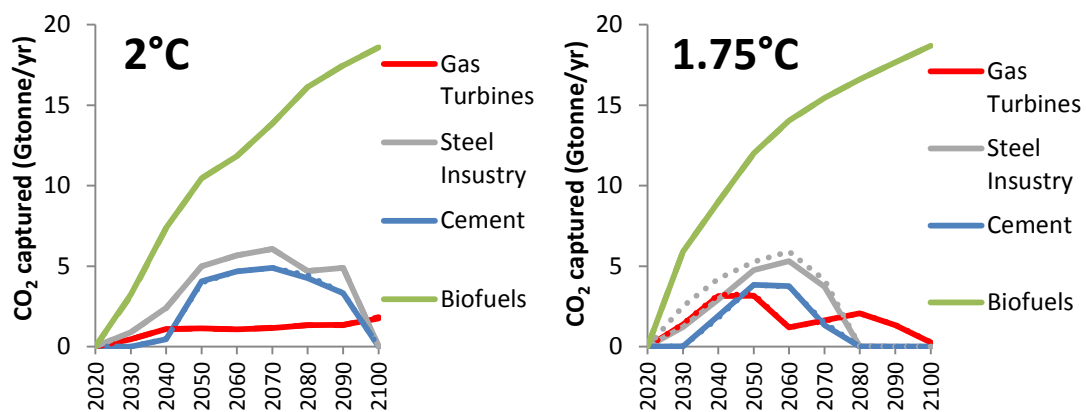 2°C
CO2 captured (Gtonne/yr)
20
15
10
5
0
2020
2030
2040
2050
2060
2070
2080
2090
2100
Gas
Turbines
Steel
Insustry
Cement
Biofuels
1.75°C
CO2 captured (Gtonne/yr)
20
15
10
5
0
2020
2030
2040
2050
2060
2070
2080
2090
2100
Gas
Turbines
Steel
Insustry
Cement
Biofuels